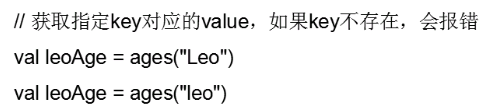 // 获取指定key对应的value，如果key不存在，会报错
val leoAge = ages("Leo")
val leoAge = ages("leo")